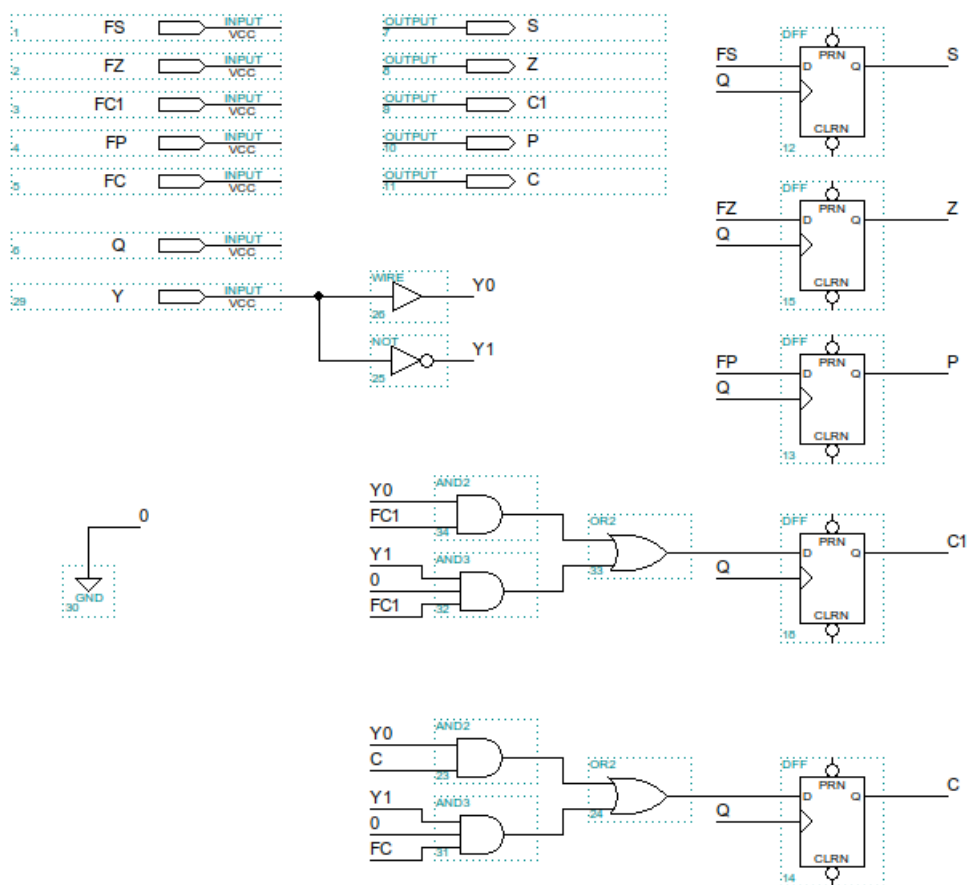 FS INPUT VCC 1
FZ INPUT VCC 2
FC1 INPUT VCC 3
FP INPUT VCC 4
FC INPUT VCC 5
Q INPUT VCC 6
Y INPUT VCC 29
OUTPUT S 7
OUTPUT Z 8
OUTPUT C1 9
OUTPUT P 10
OUTPUT C 11
WIRE Y0 26
NOT Y1 25
DFF
FS D PRN Q S
Q
CLRN
12
DFF
FZ D PRN Q Z
Q
CLRN
15
DFF
FP D PRN Q P
Q
CLRN
13
0
GND
30
Y0 AND2
FC1 34
Y1 AND3
0
FC1 32
OR2
33
DFF
D PRN Q C1
Q
CLRN
16
Y0 AND2
C 23
Y1 AND3
0
FC 31
OR2
24
DFF
D PRN Q C
Q
CLRN
14